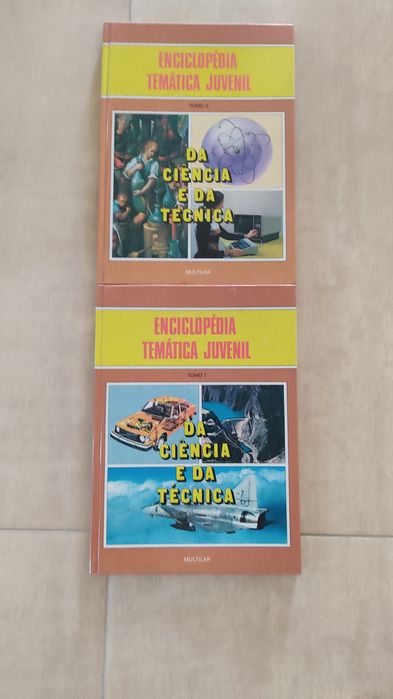 ENCICLOPÉDIA
TEMÁTICA JUVENIL
TOMO II
DA
CIÊNCIA
E DA
TÉCNICA
MULTILAR
ENCICLOPÉDIA
TEMÁTICA JUVENIL
TOMO I
DA
CIÊNCIA
E DA
TÉCNICA
MULTILAR